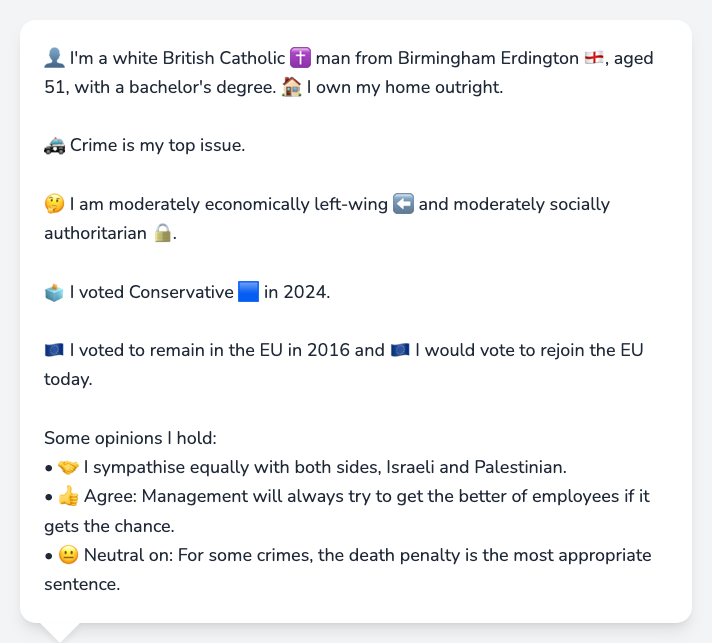 👤 I'm a white British Catholic ✝️ man from Birmingham Erdington 🏴󠁧󠁢󠁥󠁮󠁧󠁿, aged
51, with a bachelor's degree. 🏠 I own my home outright.
🚓 Crime is my top issue.
🤔 I am moderately economically left-wing ⬅️ and moderately socially
authoritarian 🔒.
🗳️ I voted Conservative 🟦 in 2024.
🇪🇺 I voted to remain in the EU in 2016 and 🇪🇺 I would vote to rejoin the EU
today.
Some opinions I hold:
• 🤝 I sympathise equally with both sides, Israeli and Palestinian.
• 👍 Agree: Management will always try to get the better of employees if it
gets the chance.
• 😐 Neutral on: For some crimes, the death penalty is the most appropriate
sentence.